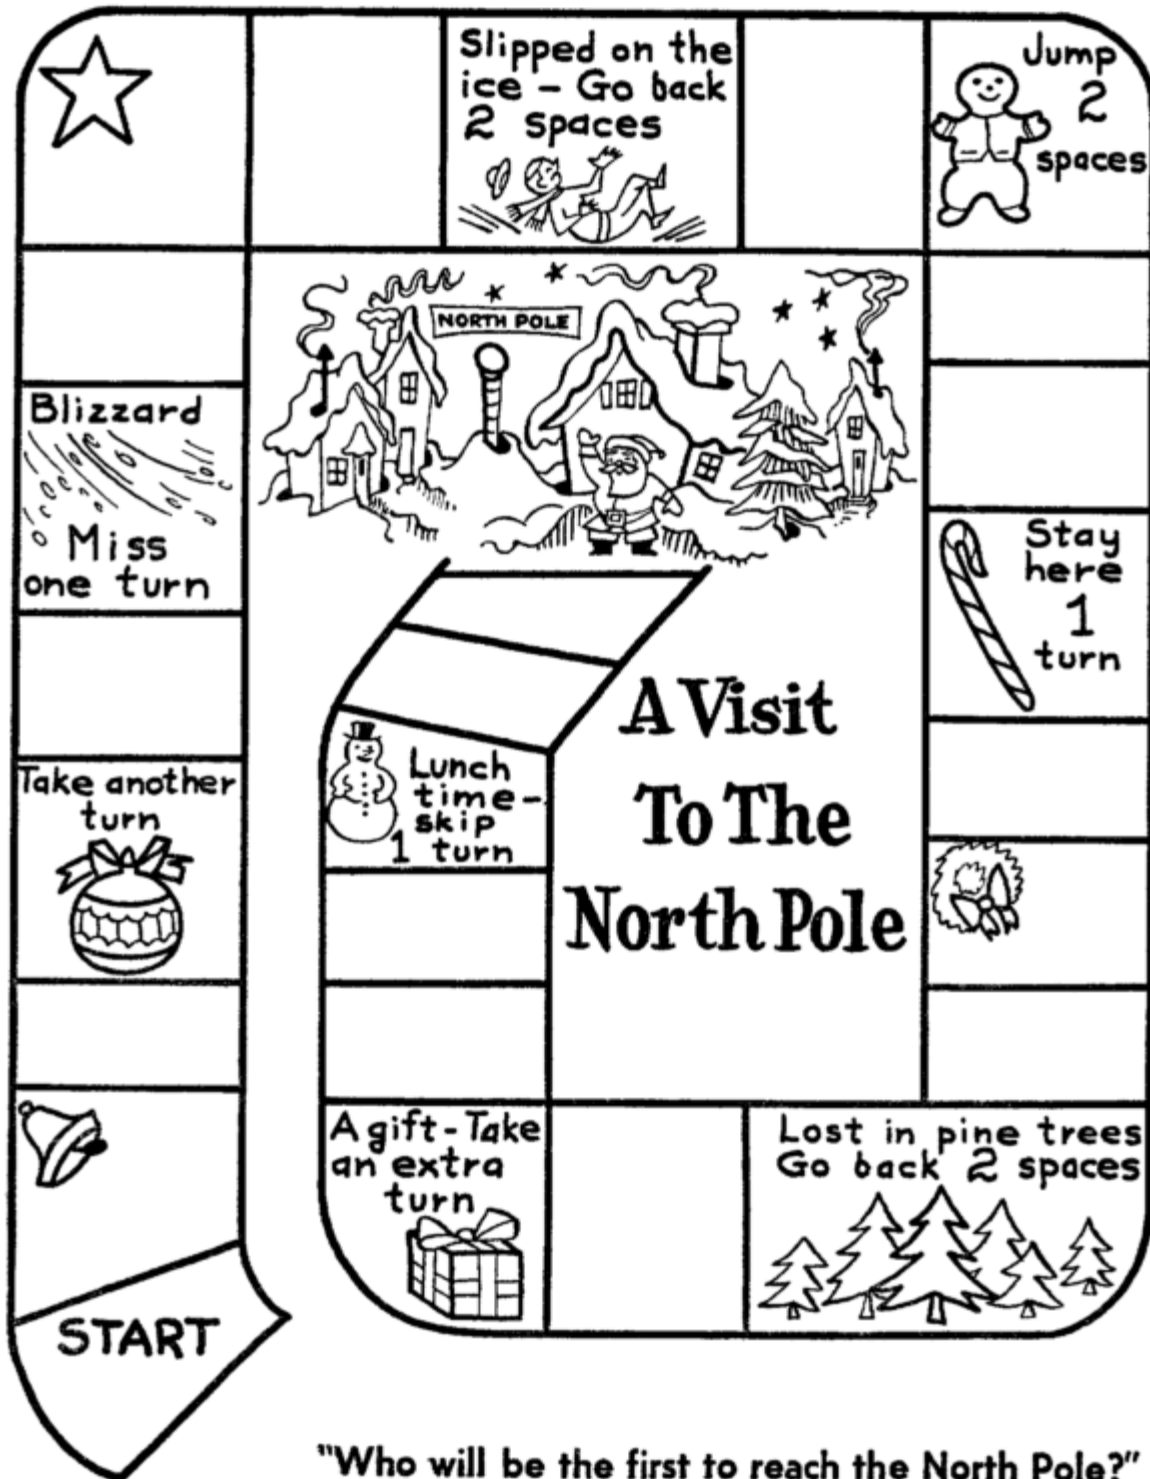 Slipped on the
ice – Go back
2 spaces
Jump
2
spaces
NORTH POLE
Blizzard
Miss
one turn
Stay
here
1
turn
A Visit
To The
North Pole
Take another
turn
Lunch
time-
skip
1 turn
A gift-Take
an extra
turn
Lost in pine trees
Go back 2 spaces
START
"Who will be the first to reach the North Pole?"